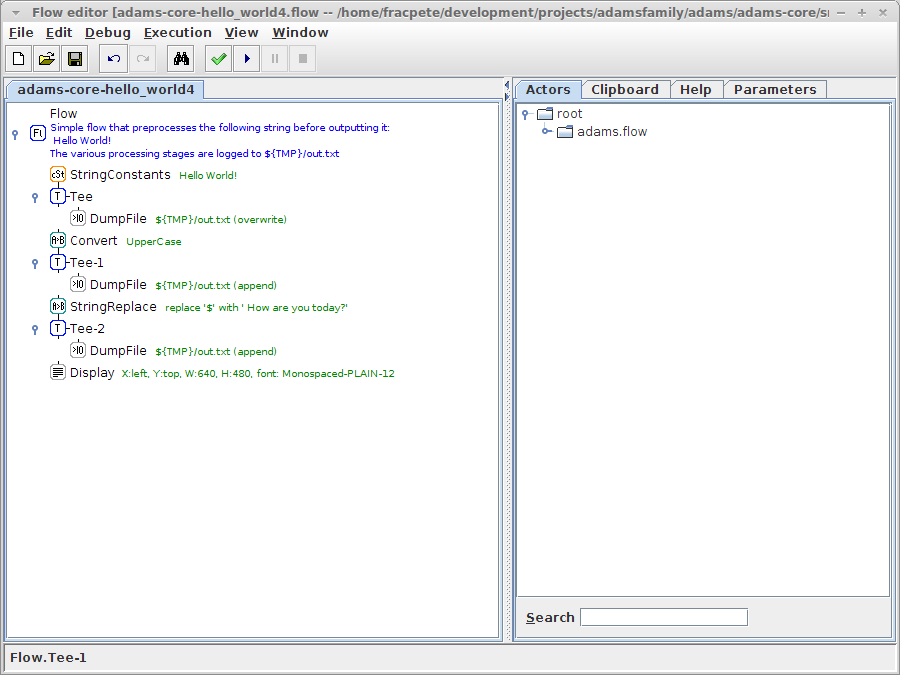 Flow editor [adams-core-hello_world4.flow -- /home/fracpete/development/projects/adamsfamily/adams/adams-core/s
File Edit Debug Execution View Window
adams-core-hello_world4
Actors Clipboard Help Parameters
Flow
Fl Simple flow that preprocesses the following string before outputting it:
Hello World!
The various processing stages are logged to ${TMP}/out.txt
cSt StringConstants Hello World!
T Tee
>IO DumpFile ${TMP}/out.txt (overwrite)
A>B Convert UpperCase
T Tee-1
>IO DumpFile ${TMP}/out.txt (append)
A>B StringReplace replace '$' with ' How are you today?'
T Tee-2
>IO DumpFile ${TMP}/out.txt (append)
Display X:left, Y:top, W:640, H:480, font: Monospaced-PLAIN-12
root
adams.flow
Search
Flow.Tee-1